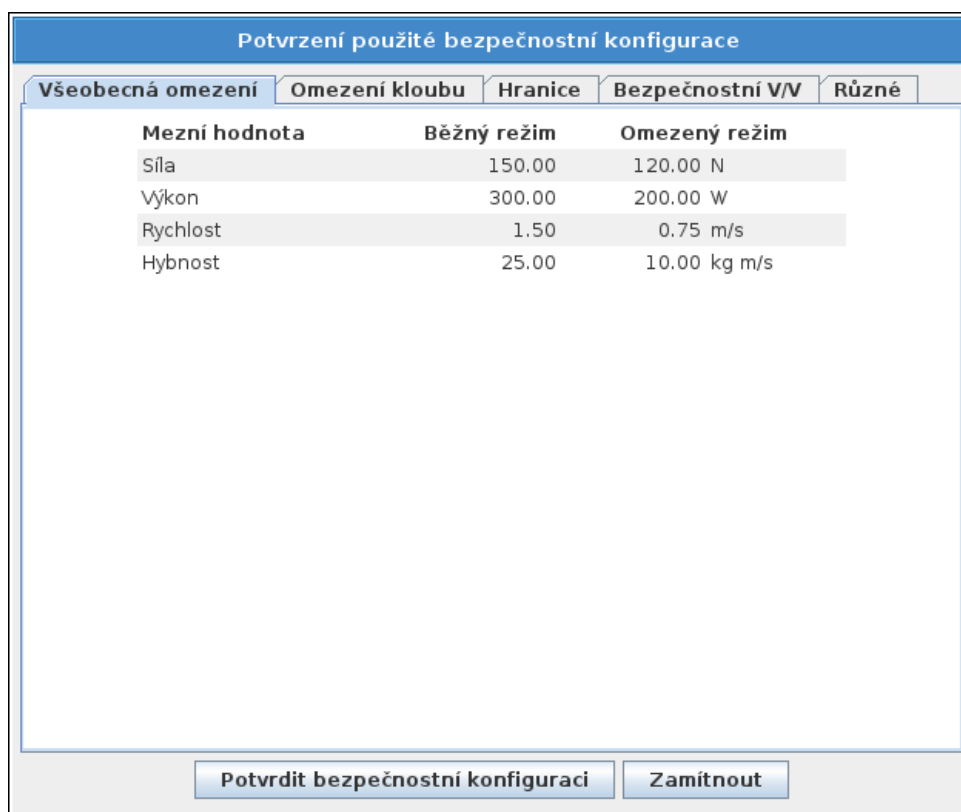 Potvrzení použité bezpečnostní konfigurace
Všeobecná omezení Omezení kloubu Hranice Bezpečnostní V/V Různé
Mezní hodnota Běžný režim Omezený režim
Síla 150.00 120.00 N
Výkon 300.00 200.00 W
Rychlost 1.50 0.75 m/s
Hybnost 25.00 10.00 kg m/s
Potvrdit bezpečnostní konfiguraci Zamítnout